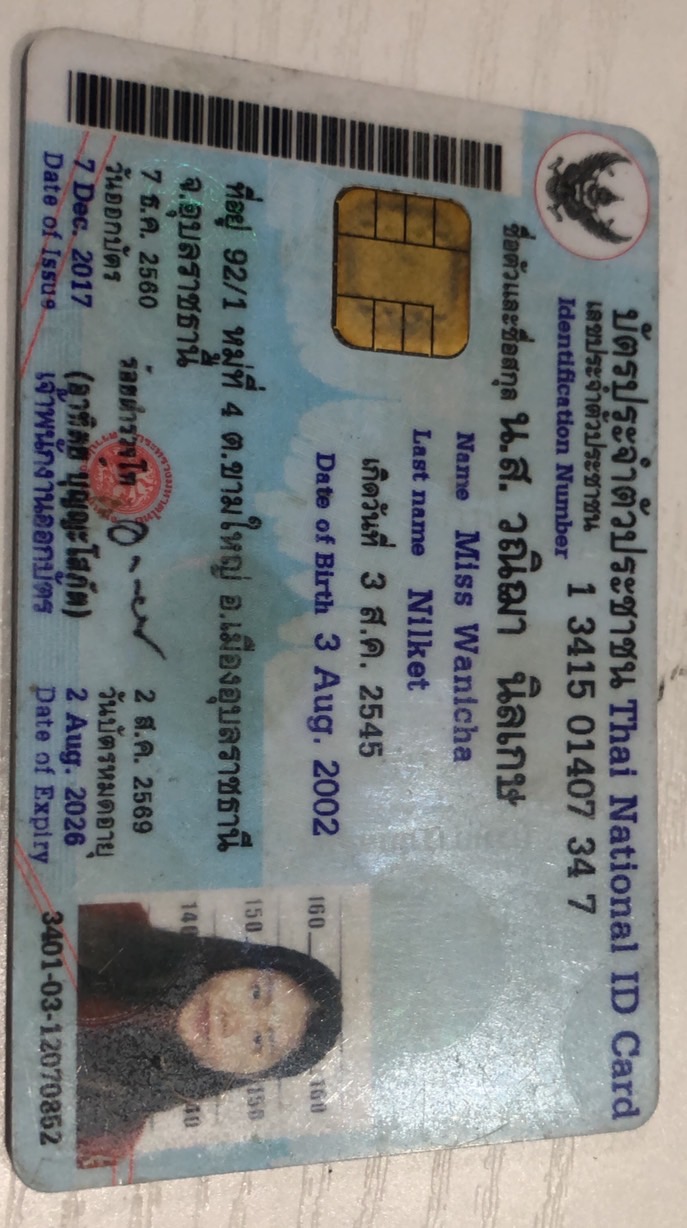 บัตรประจำตัวประชาชน Thai National ID Card
เลขประจำตัวประชาชน
Identification Number 1 3415 01407 34 7
ชื่อตัวและชื่อสกุล น.ส. วณิฌา นิลเกษ
Name Miss Wanicha
Last name Nilket
เกิดวันที่ 3 ส.ค. 2545
Date of Birth 3 Aug. 2002
160 160
150 150
140 40
ที่อยู่ 92/1 หมู่ที่ 4 ต.ขามใหญ่ อ.เมืองอุบลราชธานี
จ.อุบลราชธานี
7 ธ.ค. 2560
วันออกบัตร
7 Dec. 2017
Date of Issue
ร้อยตำรวจโท
(อาทิตย์ บุญญะโสภัต)
เจ้าพนักงานออกบัตร
2 ส.ค. 2569
วันบัตรหมดอายุ
2 Aug. 2026
Date of Expiry
3401-03-12070852